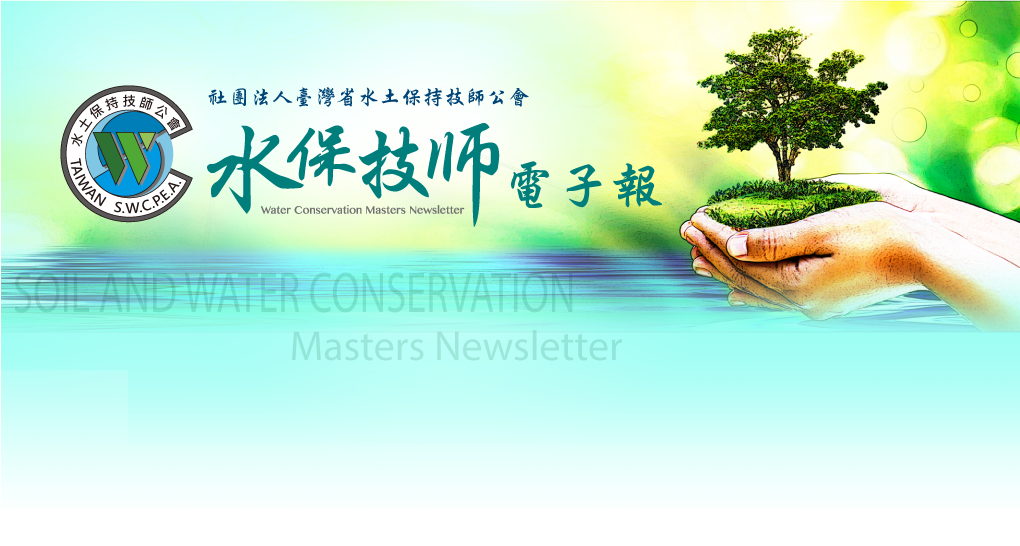 社團法人臺灣省水土保持技師公會
水土保持技師公會
TAIWAN S.W.C.P.E.A.
水保技师
電子報
Water Conservation Masters Newsletter
SOIL AND WATER CONSERVATION
Masters Newsletter